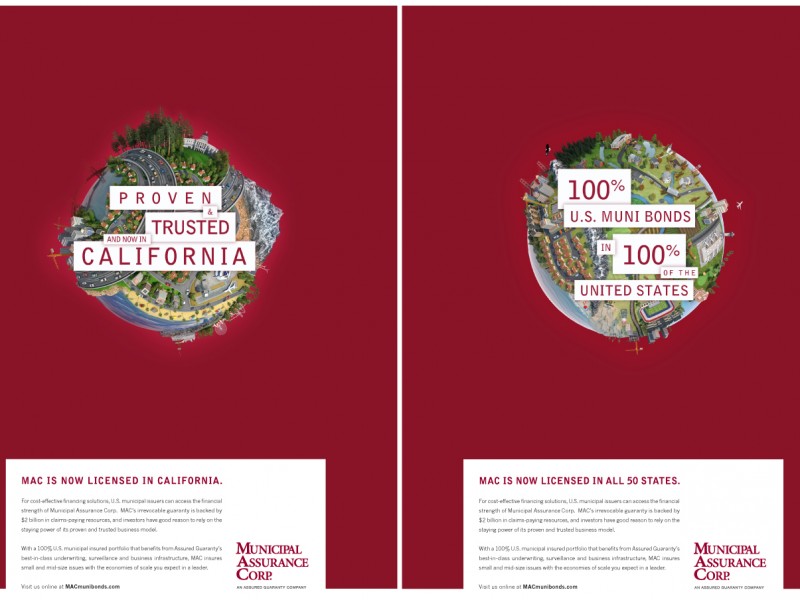 PROVEN
&
TRUSTED
AND NOW IN
CALIFORNIA
MAC IS NOW LICENSED IN CALIFORNIA.
For cost-effective financing solutions, U.S. municipal issuers can access the financial
strength of Municipal Assurance Corp. MAC's irrevocable guaranty is backed by
$2 billion in claims-paying resources, and investors have good reason to rely on the
staying power of its proven and trusted business model.
With a 100% U.S. municipal insured portfolio that benefits from Assured Guaranty's
best-in-class underwriting, surveillance and business infrastructure, MAC insures
small and mid-size issuers with the economies of scale you expect in a leader.
Visit us online at MACmunibonds.com
MUNICIPAL
ASSURANCE
CORP.
AN ASSURED GUARANTY COMPANY
100%
U.S. MUNI BONDS
IN
100%
OF THE
UNITED STATES
MAC IS NOW LICENSED IN ALL 50 STATES.
For cost-effective financing solutions, U.S. municipal issuers can access the financial
strength of Municipal Assurance Corp. MAC's irrevocable guaranty is backed by
$2 billion in claims-paying resources, and investors have good reason to rely on the
staying power of its proven and trusted business model.
With a 100% U.S. municipal insured portfolio that benefits from Assured Guaranty's
best-in-class underwriting, surveillance and business infrastructure, MAC insures
small and mid-size issuers with the economies of scale you expect in a leader.
Visit us online at MACmunibonds.com
MUNICIPAL
ASSURANCE
CORP.
AN ASSURED GUARANTY COMPANY